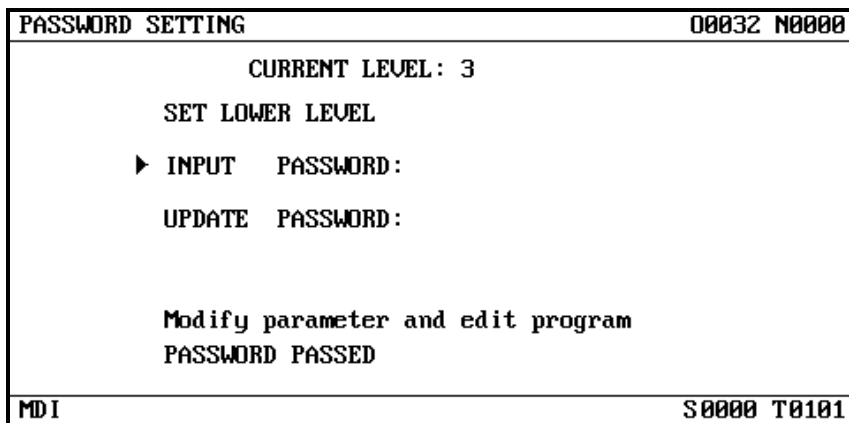 PASSWORD SETTING O0032 N0000
CURRENT LEVEL: 3
SET LOWER LEVEL
INPUT PASSWORD:
UPDATE PASSWORD:
Modify parameter and edit program
PASSWORD PASSED
MDI S0000 T0101